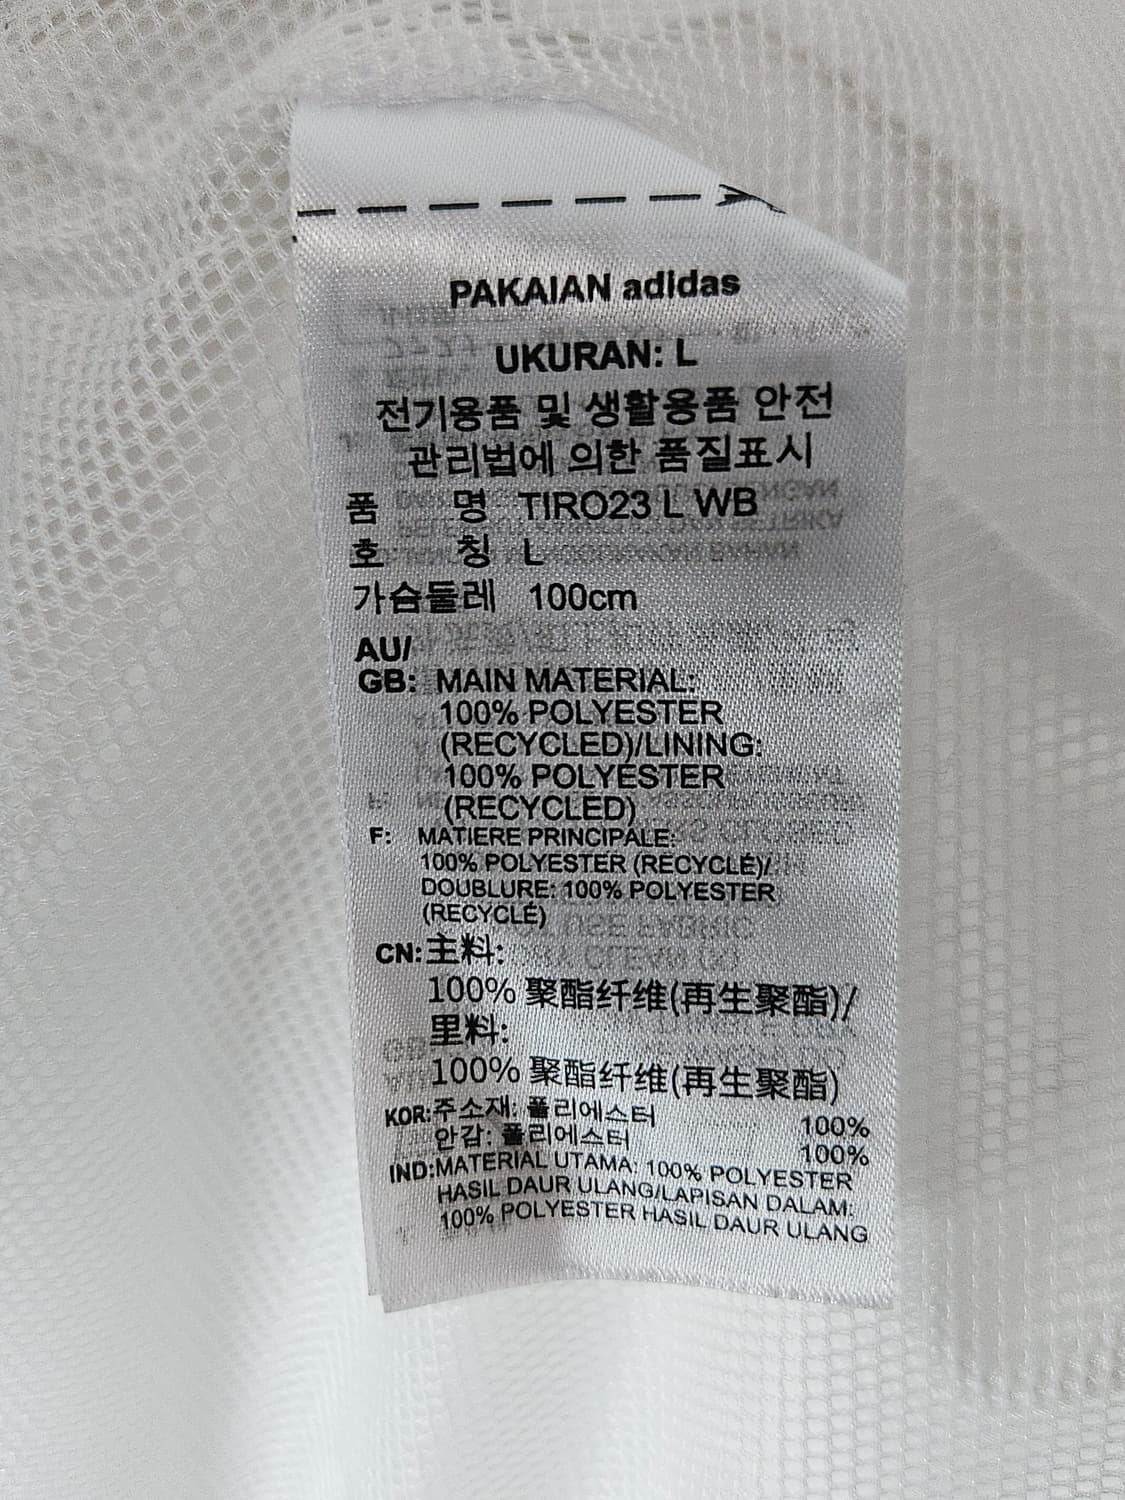 PAKAIAN adidas
UKURAN: L
전기용품 및 생활용품 안전
관리법에 의한 품질표시
품 명 TIRO23 L WB
호 칭 L
가슴둘레 100cm
AU/
GB: MAIN MATERIAL:
100% POLYESTER
(RECYCLED)/LINING:
100% POLYESTER
(RECYCLED)
F: MATIERE PRINCIPALE:
100% POLYESTER (RECYCLÉ)/
DOUBLURE: 100% POLYESTER
(RECYCLÉ)
CN: 主料:
100% 聚酯纤维(再生聚酯)/
里料:
100% 聚酯纤维(再生聚酯)
KOR: 주소재: 폴리에스터 100%
안감: 폴리에스터 100%
IND: MATERIAL UTAMA: 100% POLYESTER
HASIL DAUR ULANG/LAPISAN DALAM:
100% POLYESTER HASIL DAUR ULANG